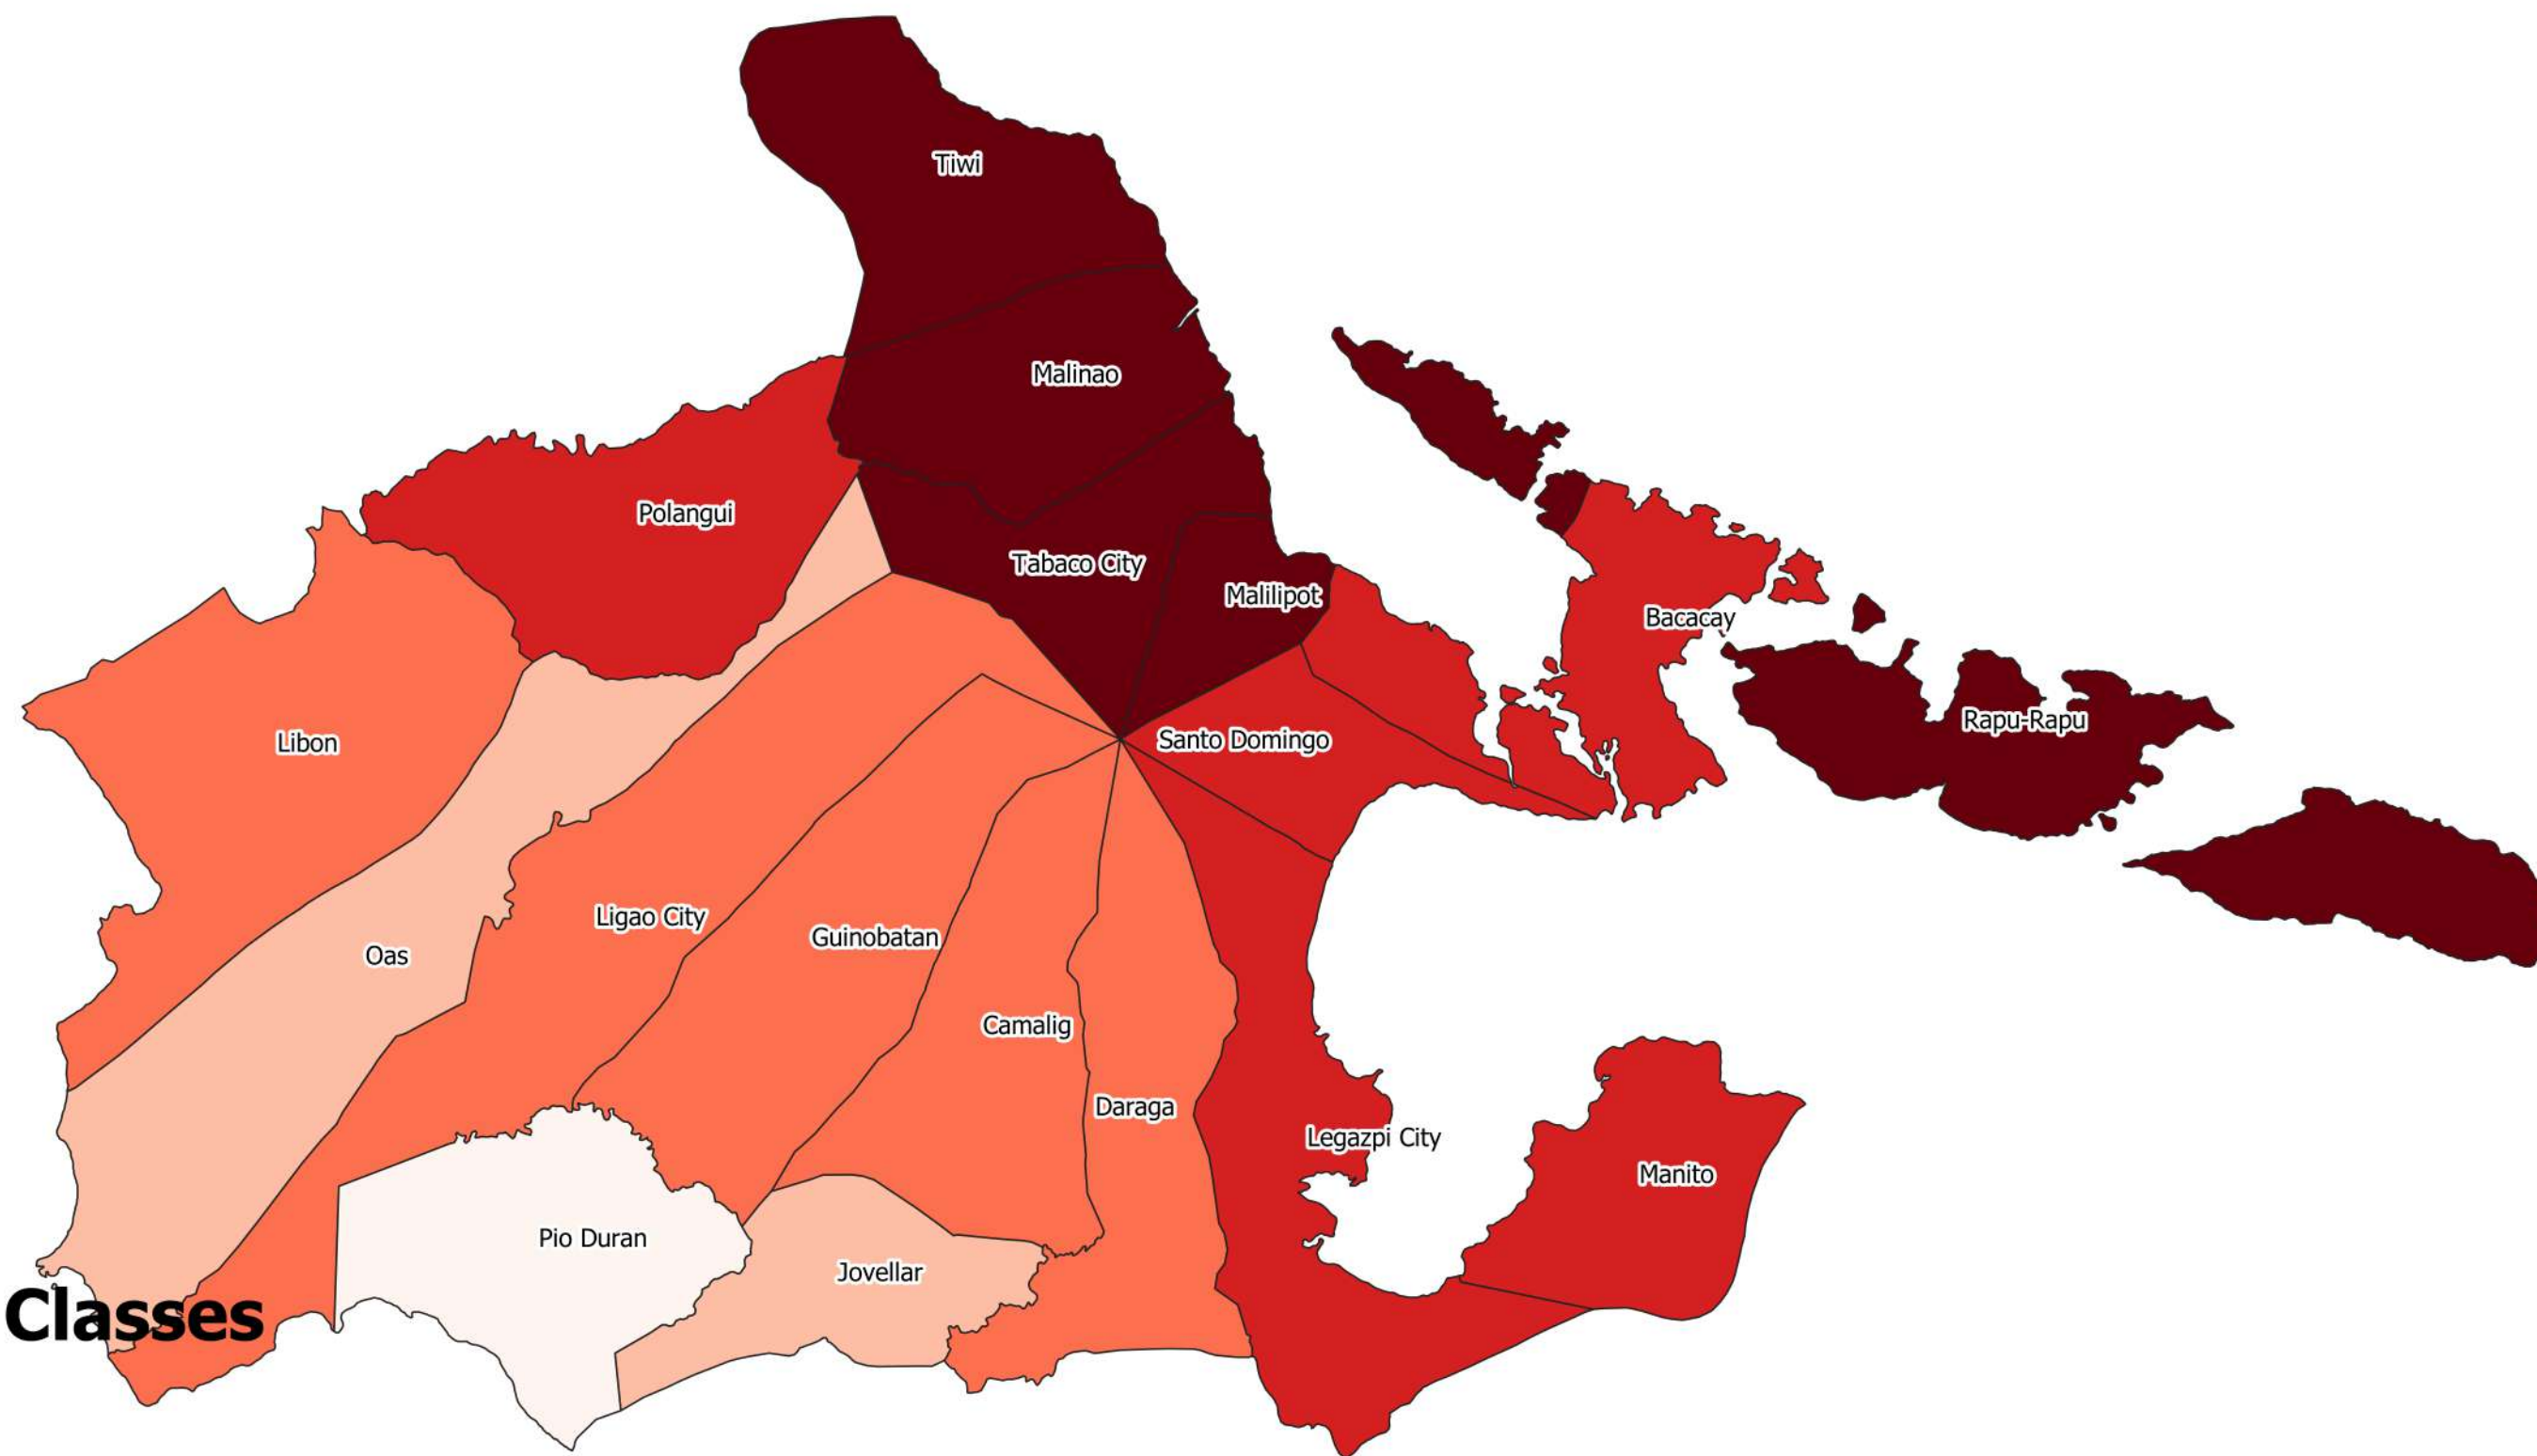 Tiwi
Malinao
Polangui
Tabaco City
Malilipot
Bacacay
Rapu-Rapu
Santo Domingo
Libon
Ligao City
Guinobatan
Oas
Camalig
Daraga
Legazpi City
Manito
Pio Duran
Jovellar
Classes